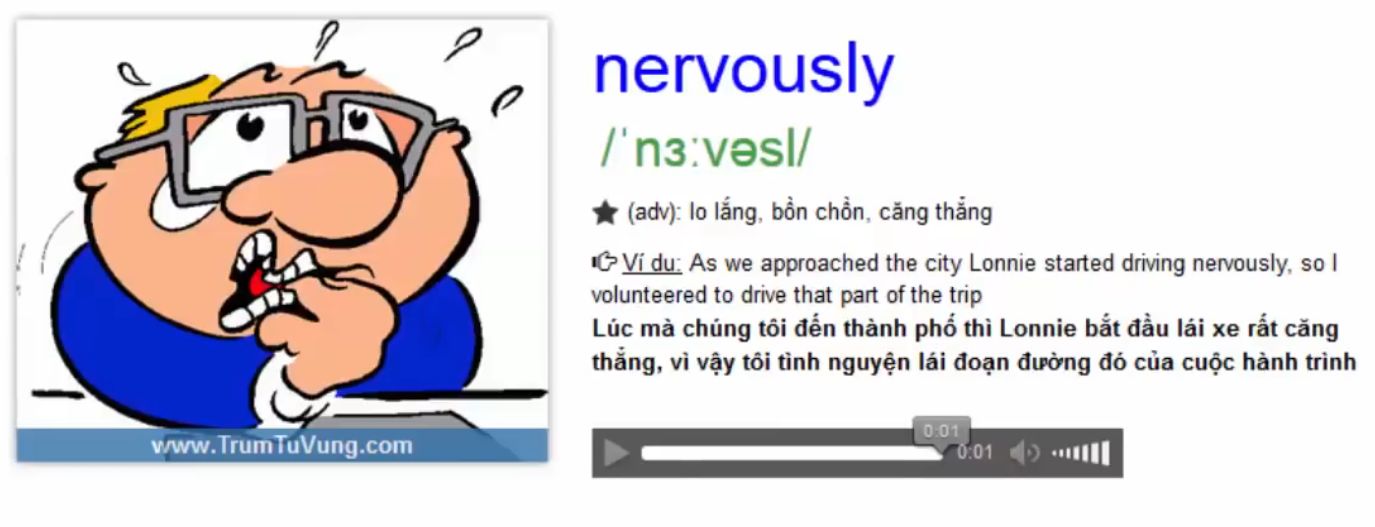 nervously
/ˈnɜːvəsl/
(adv): lo lắng, bồn chồn, căng thẳng
Ví dụ: As we approached the city Lonnie started driving nervously, so I
volunteered to drive that part of the trip
Lúc mà chúng tôi đến thành phố thì Lonnie bắt đầu lái xe rất căng
thẳng, vì vậy tôi tình nguyện lái đoạn đường đó của cuộc hành trình
www.TrumTuVung.com
0:01
0:01